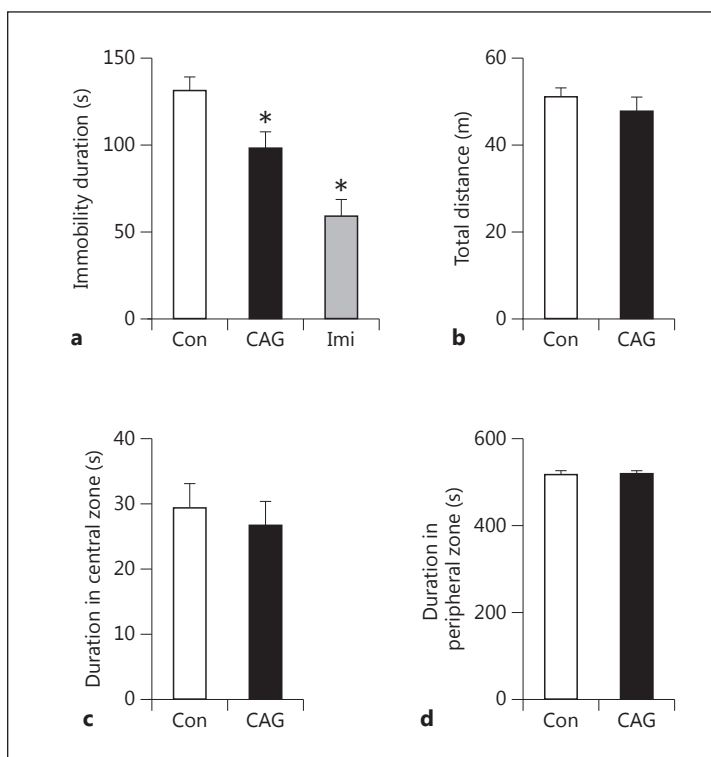 Immobility duration (s)
150
100
50
0
*
*
Con CAG Imi
a
Total distance (m)
60
40
20
0
Con CAG
b
Duration in central zone (s)
40
30
20
10
0
Con CAG
c
Duration in
peripheral zone (s)
600
400
200
0
Con CAG
d